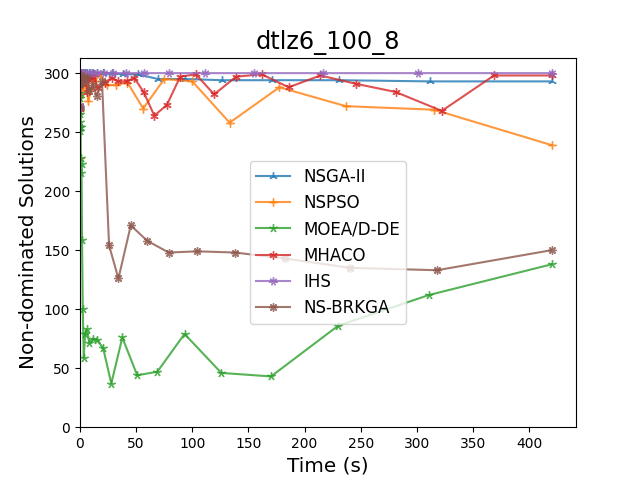 dtlz6_100_8
Non-dominated Solutions
300
250
200
150
100
50
0
NSGA-II
NSPSO
MOEA/D-DE
MHACO
IHS
NS-BRKGA
0 50 100 150 200 250 300 350 400
Time (s)